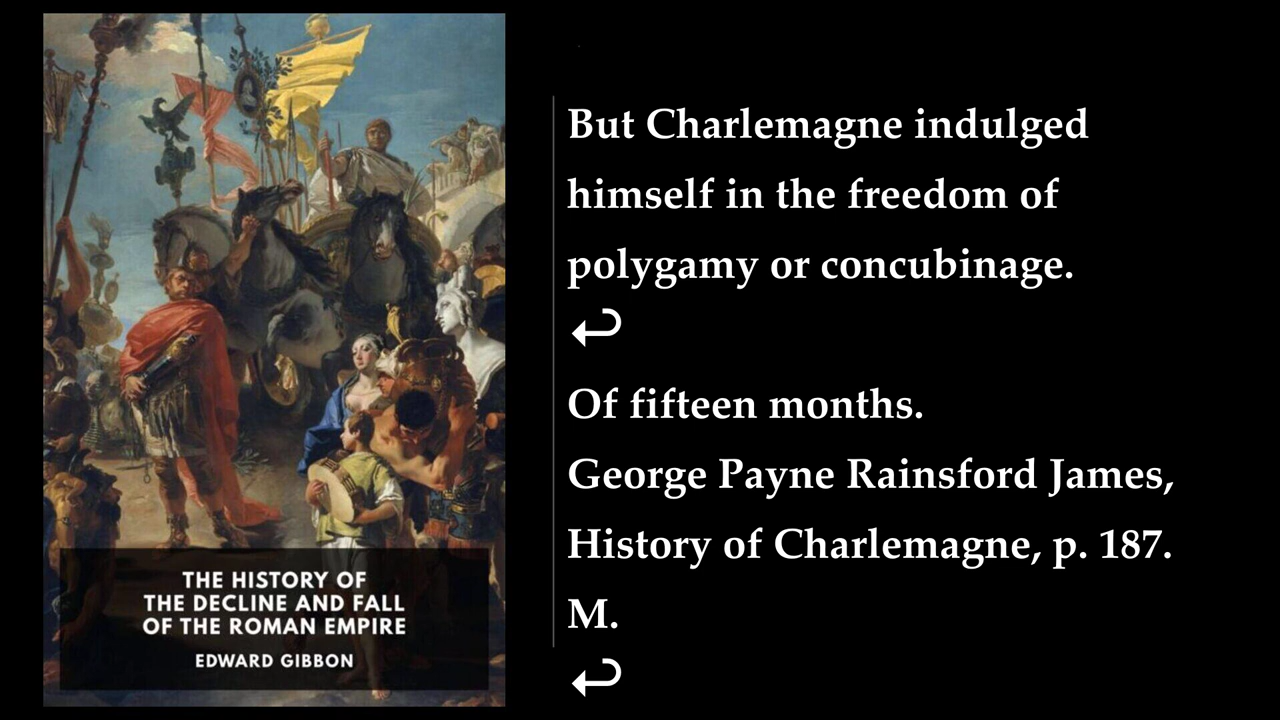 THE HISTORY OF
THE DECLINE AND FALL
OF THE ROMAN EMPIRE
EDWARD GIBBON
But Charlemagne indulged
himself in the freedom of
polygamy or concubinage.
↩
Of fifteen months.
George Payne Rainsford James,
History of Charlemagne, p. 187.
M.
↩